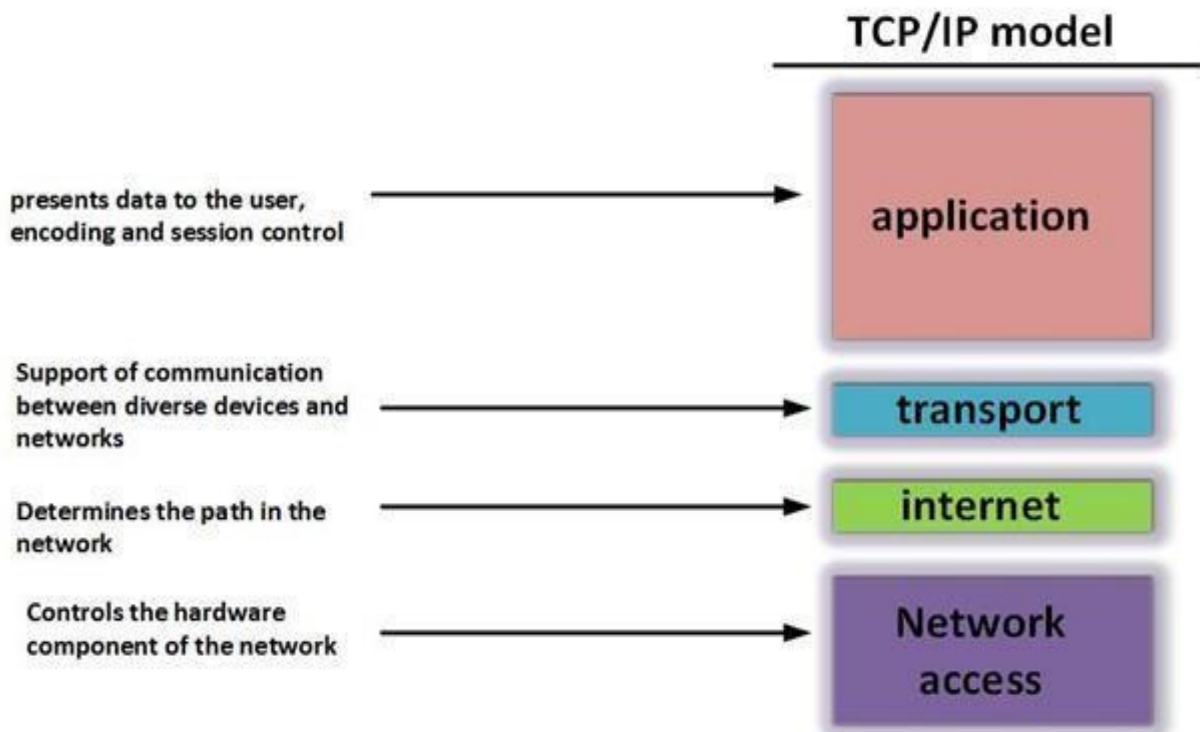 TCP/IP model
presents data to the user,
encoding and session control
application
Support of communication
between diverse devices and
networks
transport
Determines the path in the
network
internet
Controls the hardware
component of the network
Network
access